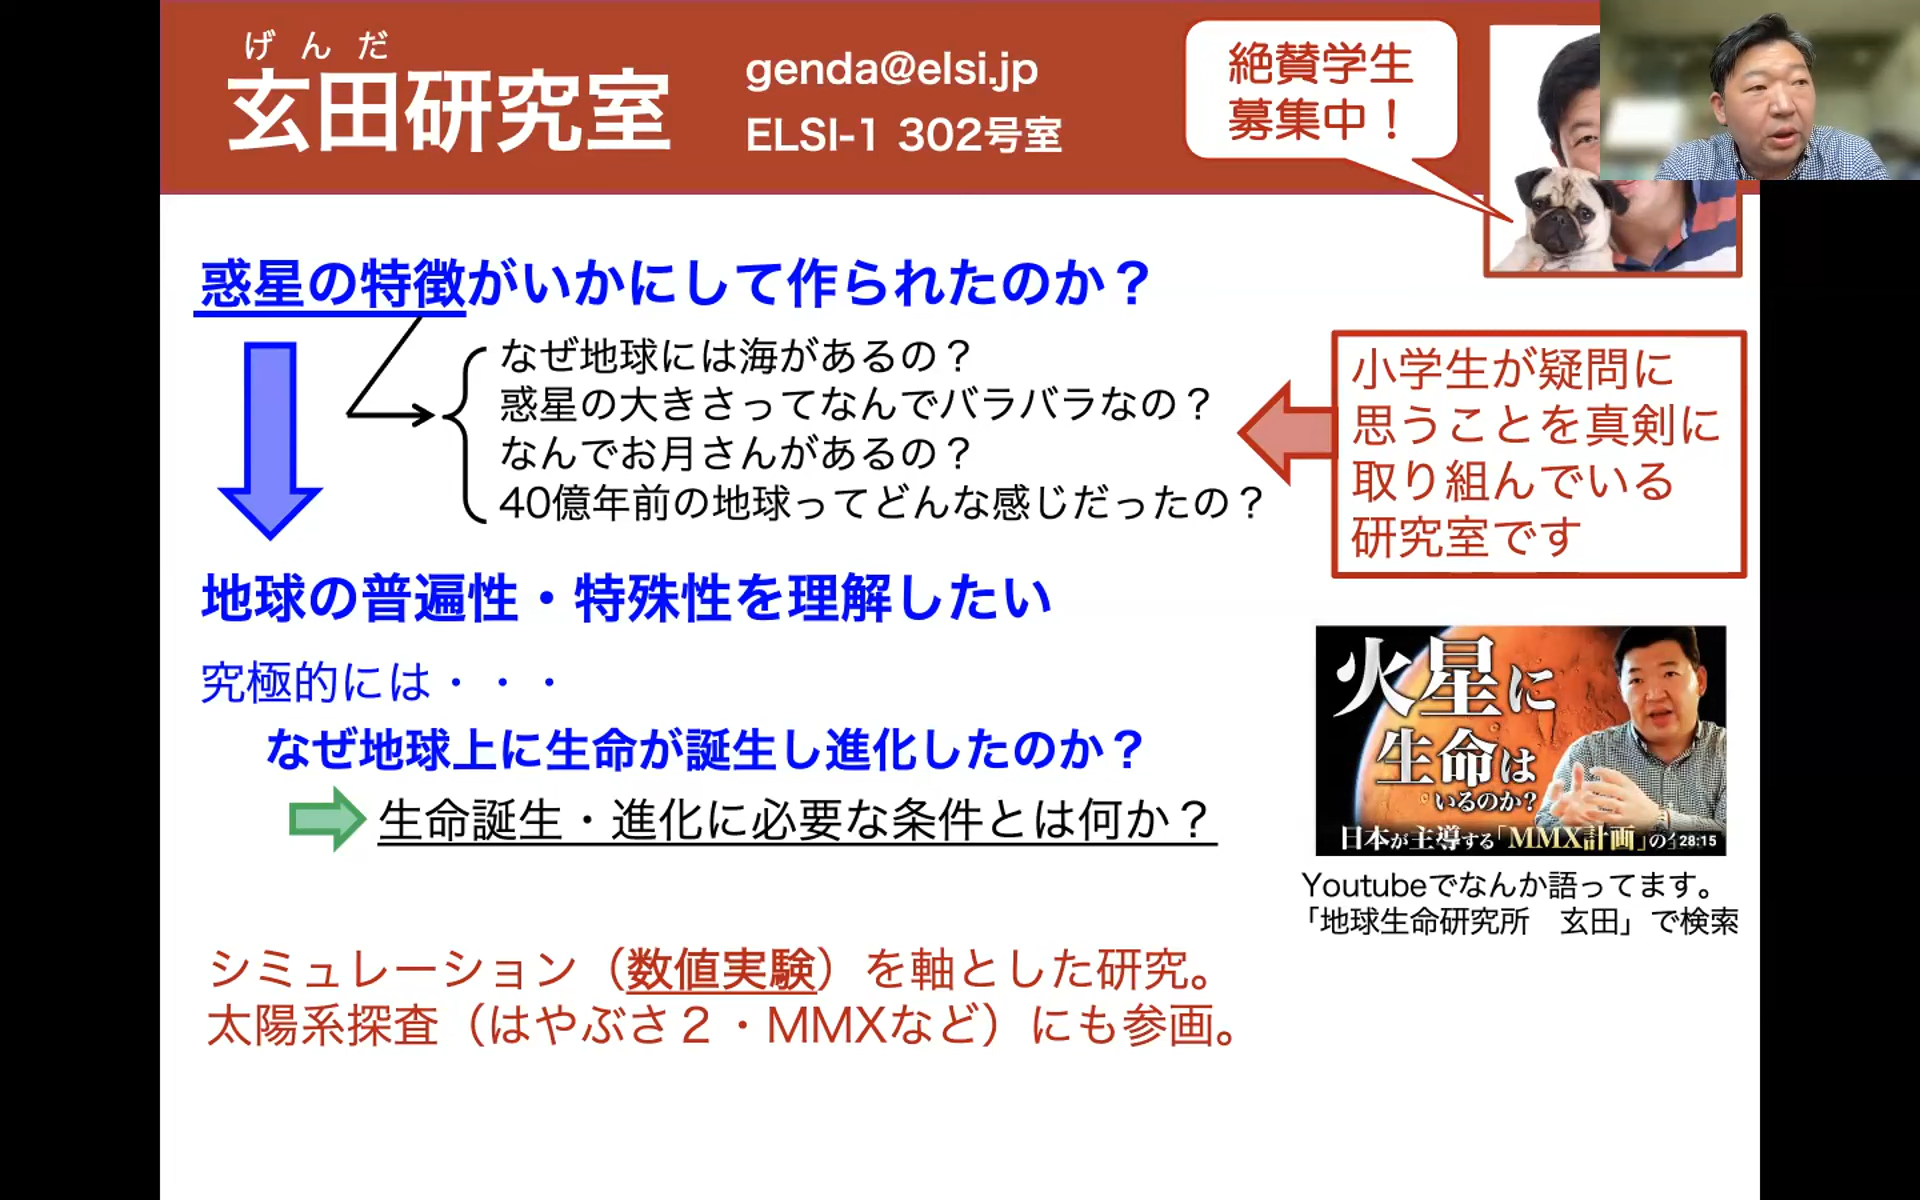 げんだ
玄田研究室
genda@elsi.jp
ELSI-1 302号室
絶賛学生
募集中！
惑星の特徴がいかにして作られたのか？
なぜ地球には海があるの？
惑星の大きさってなんでバラバラなの？
なんでお月さんがあるの？
40億年前の地球ってどんな感じだったの？
小学生が疑問に
思うことを真剣に
取り組んでいる
研究室です
地球の普遍性・特殊性を理解したい
究極的には・・・
なぜ地球上に生命が誕生し進化したのか？
生命誕生・進化に必要な条件とは何か？
火星に
生命は
いるのか?
日本が主導する「MMX計画」の
28:15
Youtubeでなんか語ってます。
「地球生命研究所　玄田」で検索
シミュレーション（数値実験）を軸とした研究。
太陽系探査（はやぶさ２・MMXなど）にも参画。